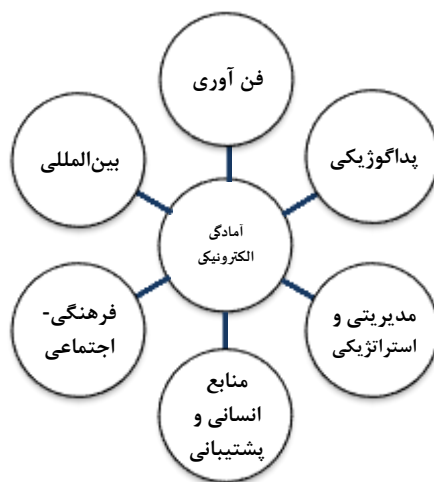 فن آوری
پداگوژیکی
بین‌المللی
آمادگی
الکترونیکی
مدیریتی و
استراتژیکی
فرهنگی-
اجتماعی
منابع
انسانی و
پشتیبانی